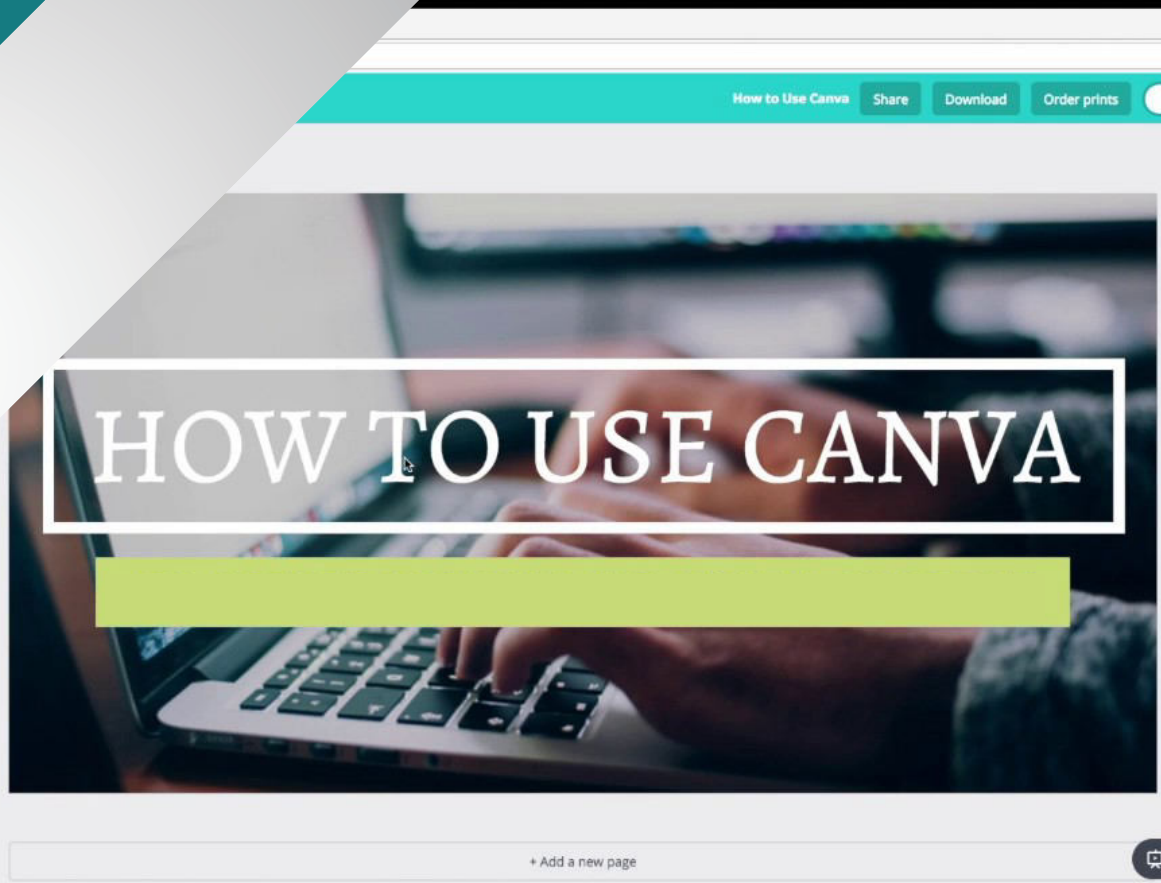 How to Use Canva Share Download Order prints
HOW TO USE CANVA
+ Add a new page